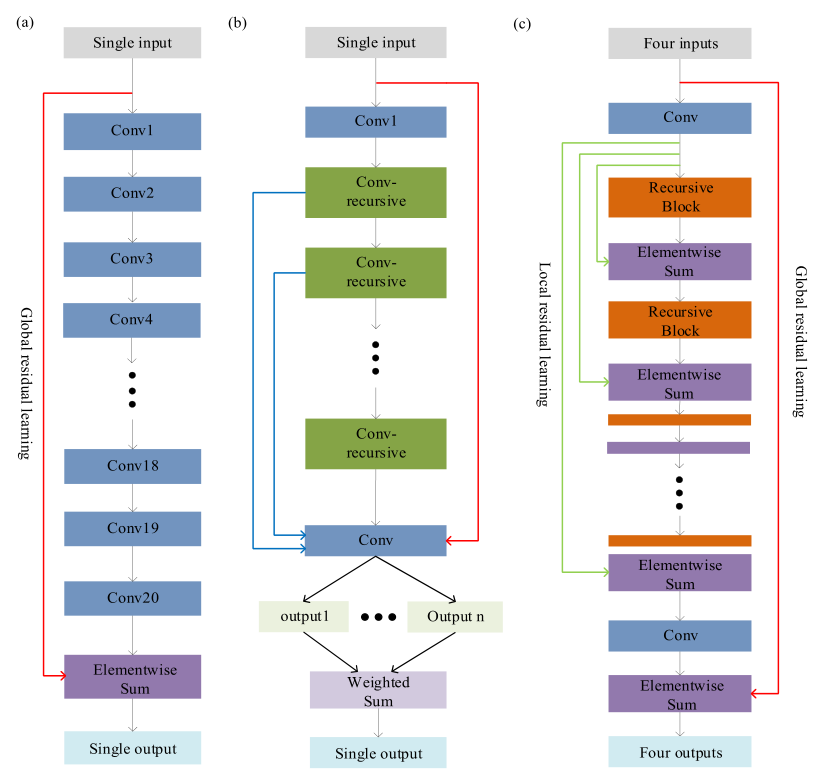 (a)
Single input
Conv1
Conv2
Conv3
Conv4
Conv18
Conv19
Conv20
Elementwise
Sum
Single output
Global residual learning
(b)
Single input
Conv1
Conv-
recursive
Conv-
recursive
Conv-
recursive
Conv
output1
Output n
Weighted
Sum
Single output
(c)
Four inputs
Conv
Recursive
Block
Elementwise
Sum
Recursive
Block
Elementwise
Sum
Elementwise
Sum
Conv
Elementwise
Sum
Four outputs
Local residual learning
Global residual learning